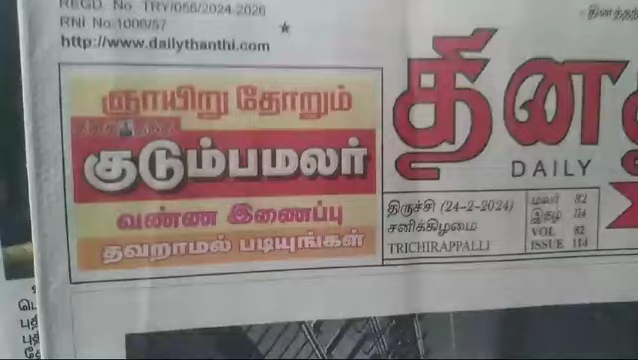 REGD. No. TRY/056/2024-2026
RNI No.1006/57
http://www.dailythanthi.com
ஞாயிறு தோறும்
குடும்பமலர்
வண்ண இணைப்பு
தவறாமல் படியுங்கள்
தின
DAILY
திருச்சி (24-2-2024)
சனிக்கிழமை
TRICHIRAPPALLI
மலர் 82
இதழ் 114
VOL 82
ISSUE 114